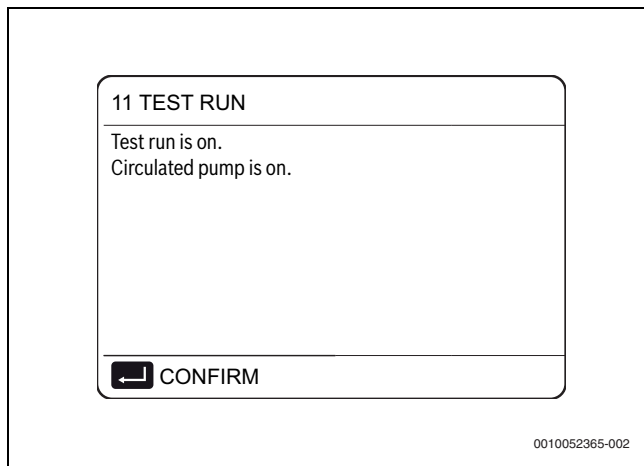 11 TEST RUN
Test run is on.
Circulated pump is on.
CONFIRM
0010052365-002